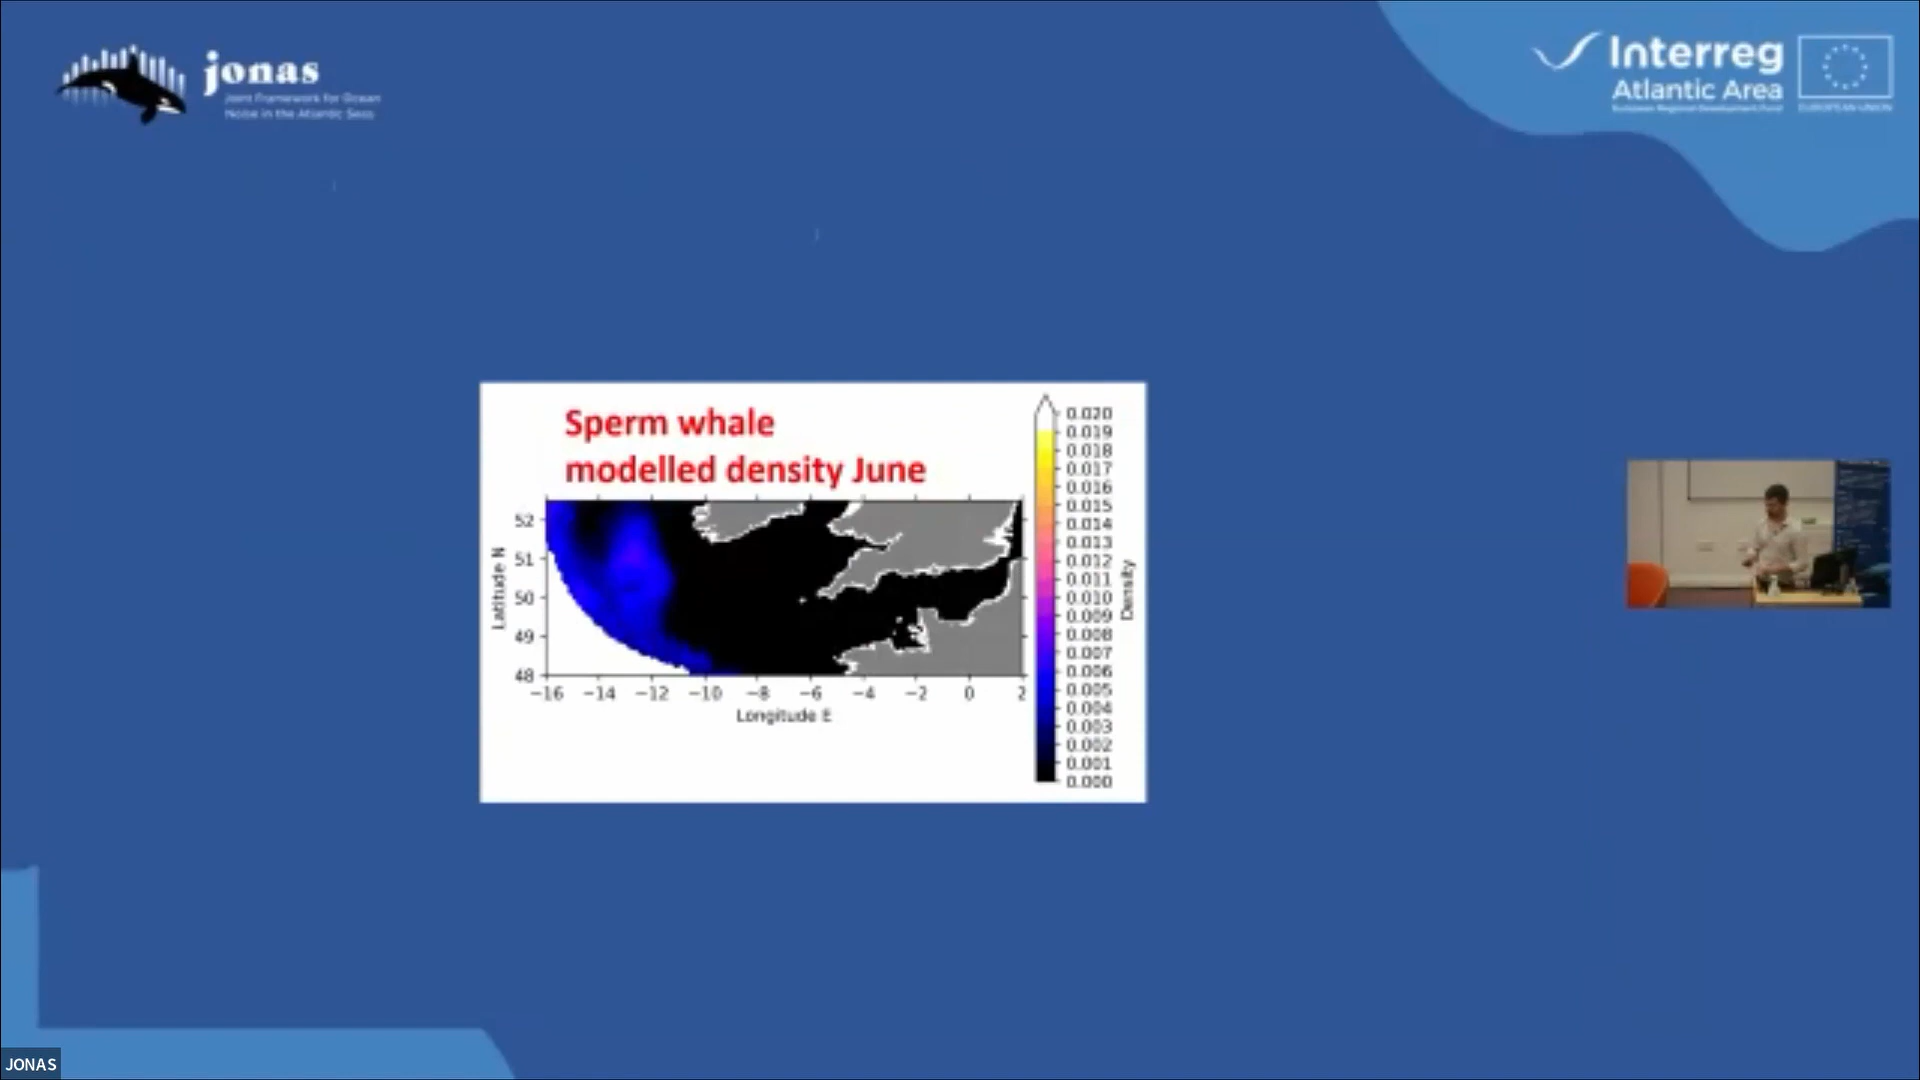 jonas
Joint Framework for Ocean
Noise in the Atlantic Seas
Interreg
Atlantic Area
European Regional Development Fund
EUROPEAN UNION
Sperm whale
modelled density June
52
51
50
49
48
Latitude N
−16 −14 −12 −10 −8 −6 −4 −2 0 2
Longitude E
0.020
0.019
0.018
0.017
0.016
0.015
0.014
0.013
0.012
0.011
0.010
0.009
0.008
0.007
0.006
0.005
0.004
0.003
0.002
0.001
0.000
Density
JONAS